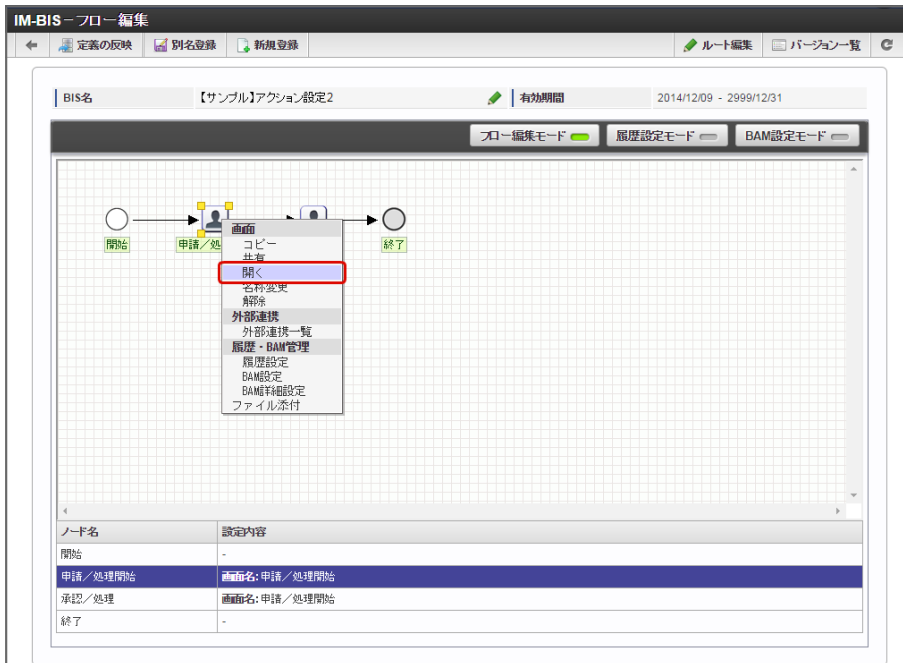 IM-BIS－フロー編集
定義の反映 別名登録 新規登録 ルート編集 バージョン一覧
BIS名 【サンプル】アクション設定2 有効期間 2014/12/09 - 2999/12/31
フロー編集モード 履歴設定モード BAM設定モード
開始 申請／処 終了
画面
コピー
共有
開く
名称変更
解除
外部連携
外部連携一覧
履歴・BAM管理
履歴設定
BAM設定
BAM詳細設定
ファイル添付
ノード名 設定内容
開始 -
申請／処理開始 画面名:申請／処理開始
承認／処理 画面名:申請／処理開始
終了 -